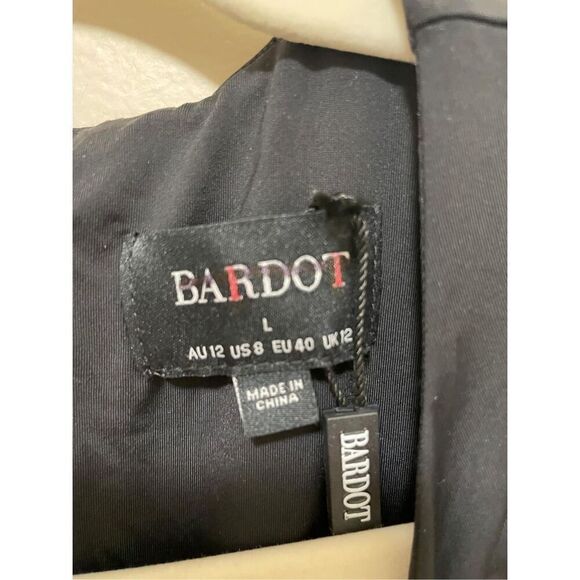 BARDOT
L
AU 12 US 8 EU 40 UK 12
MADE IN
CHINA
BARDOT